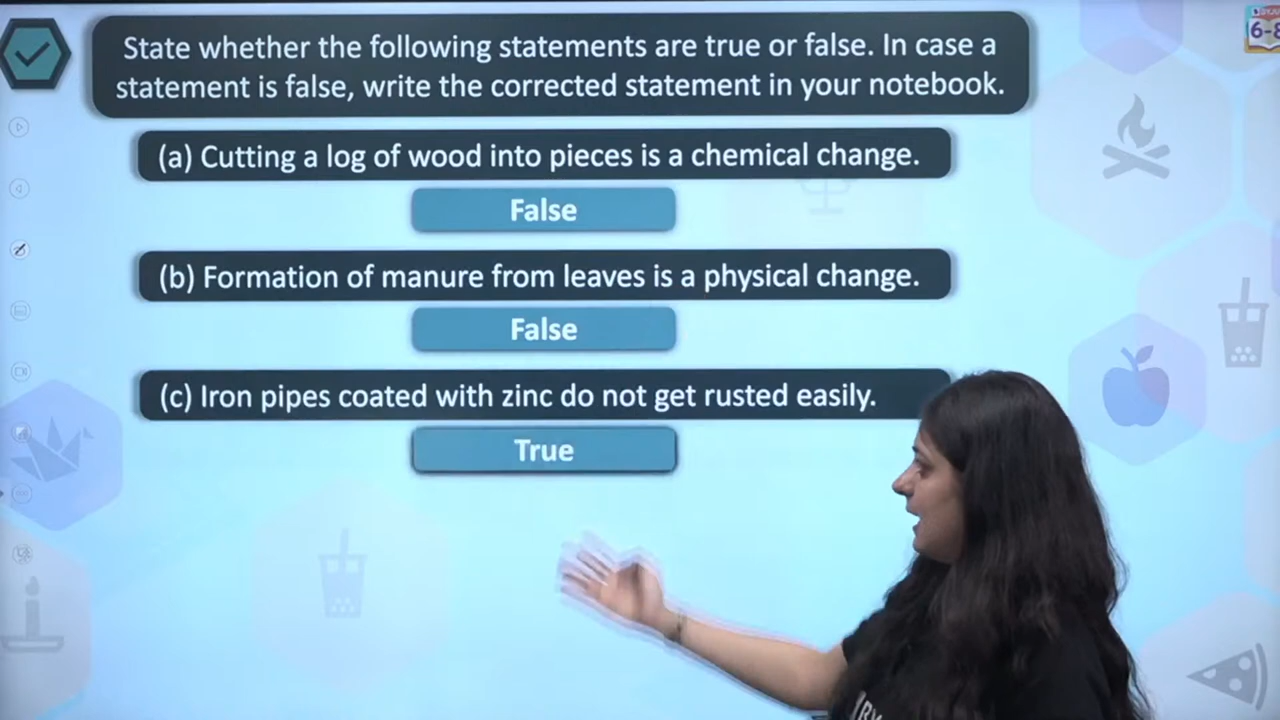 State whether the following statements are true or false. In case a
statement is false, write the corrected statement in your notebook.
(a) Cutting a log of wood into pieces is a chemical change.
False
(b) Formation of manure from leaves is a physical change.
False
(c) Iron pipes coated with zinc do not get rusted easily.
True
6-8